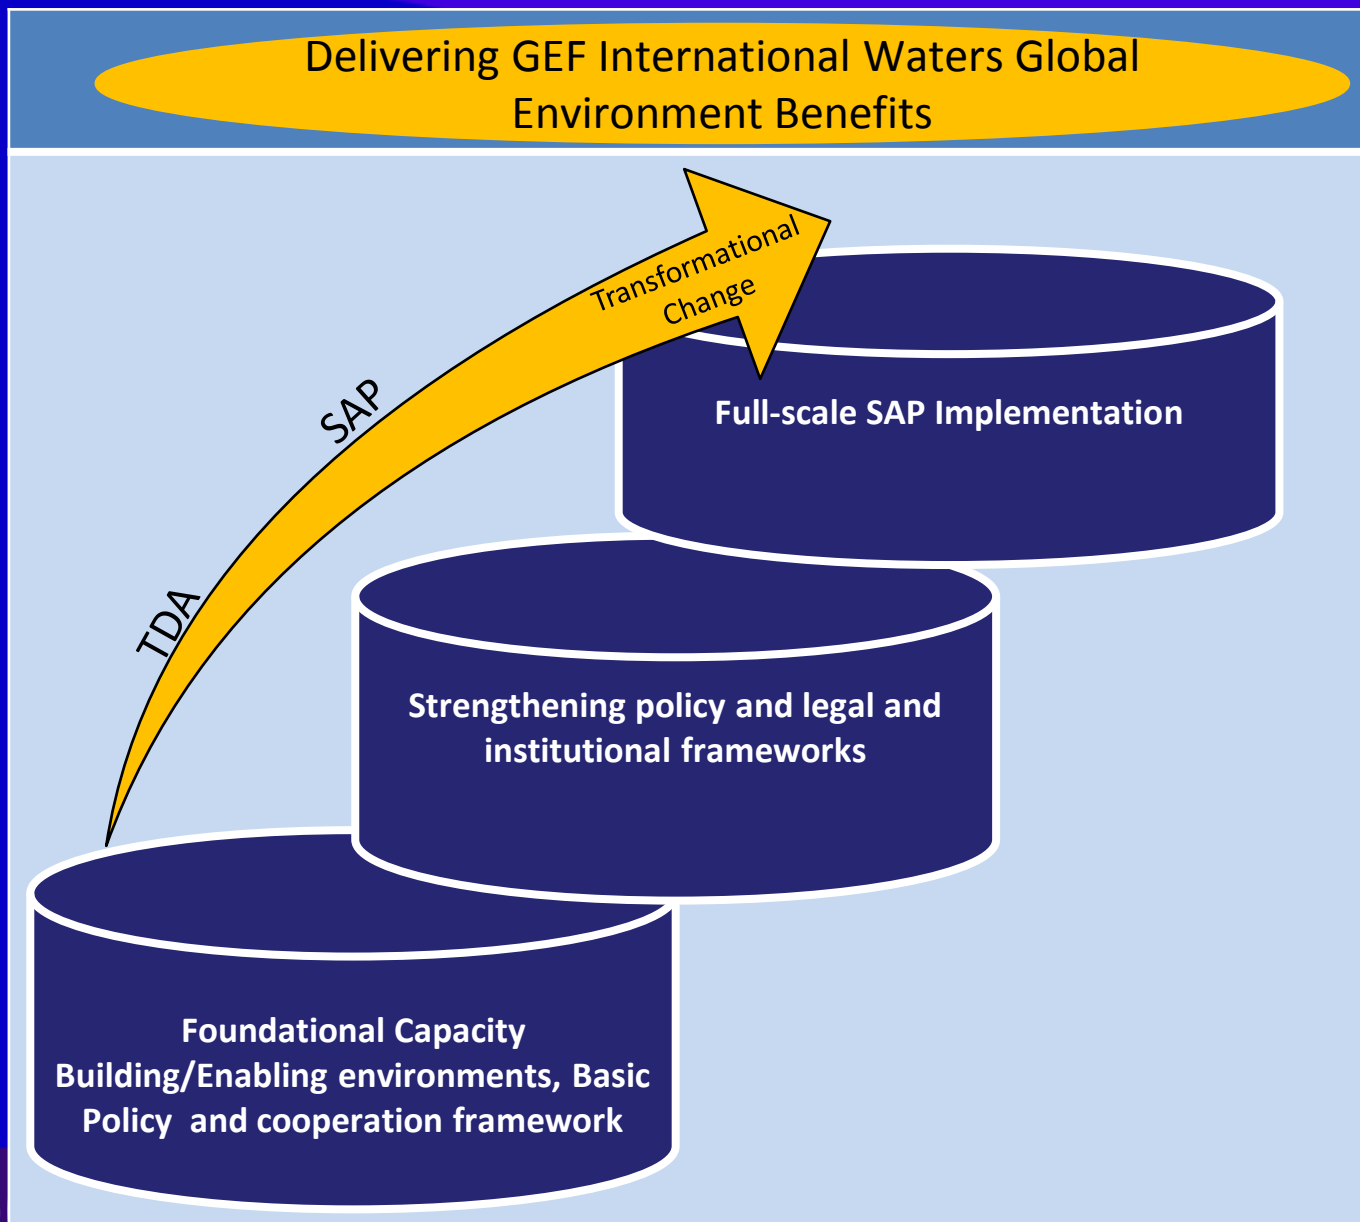 Delivering GEF International Waters Global
Environment Benefits
Transformational
Change
SAP
TDA
Full-scale SAP Implementation
Strengthening policy and legal and
institutional frameworks
Foundational Capacity
Building/Enabling environments, Basic
Policy  and cooperation framework